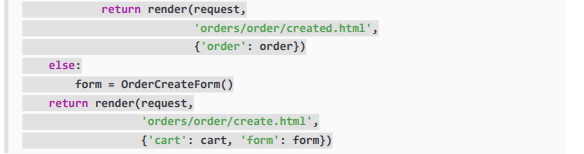 return render(request,
'orders/order/created.html',
{'order': order})
else:
form = OrderCreateForm()
return render(request,
'orders/order/create.html',
{'cart': cart, 'form': form})